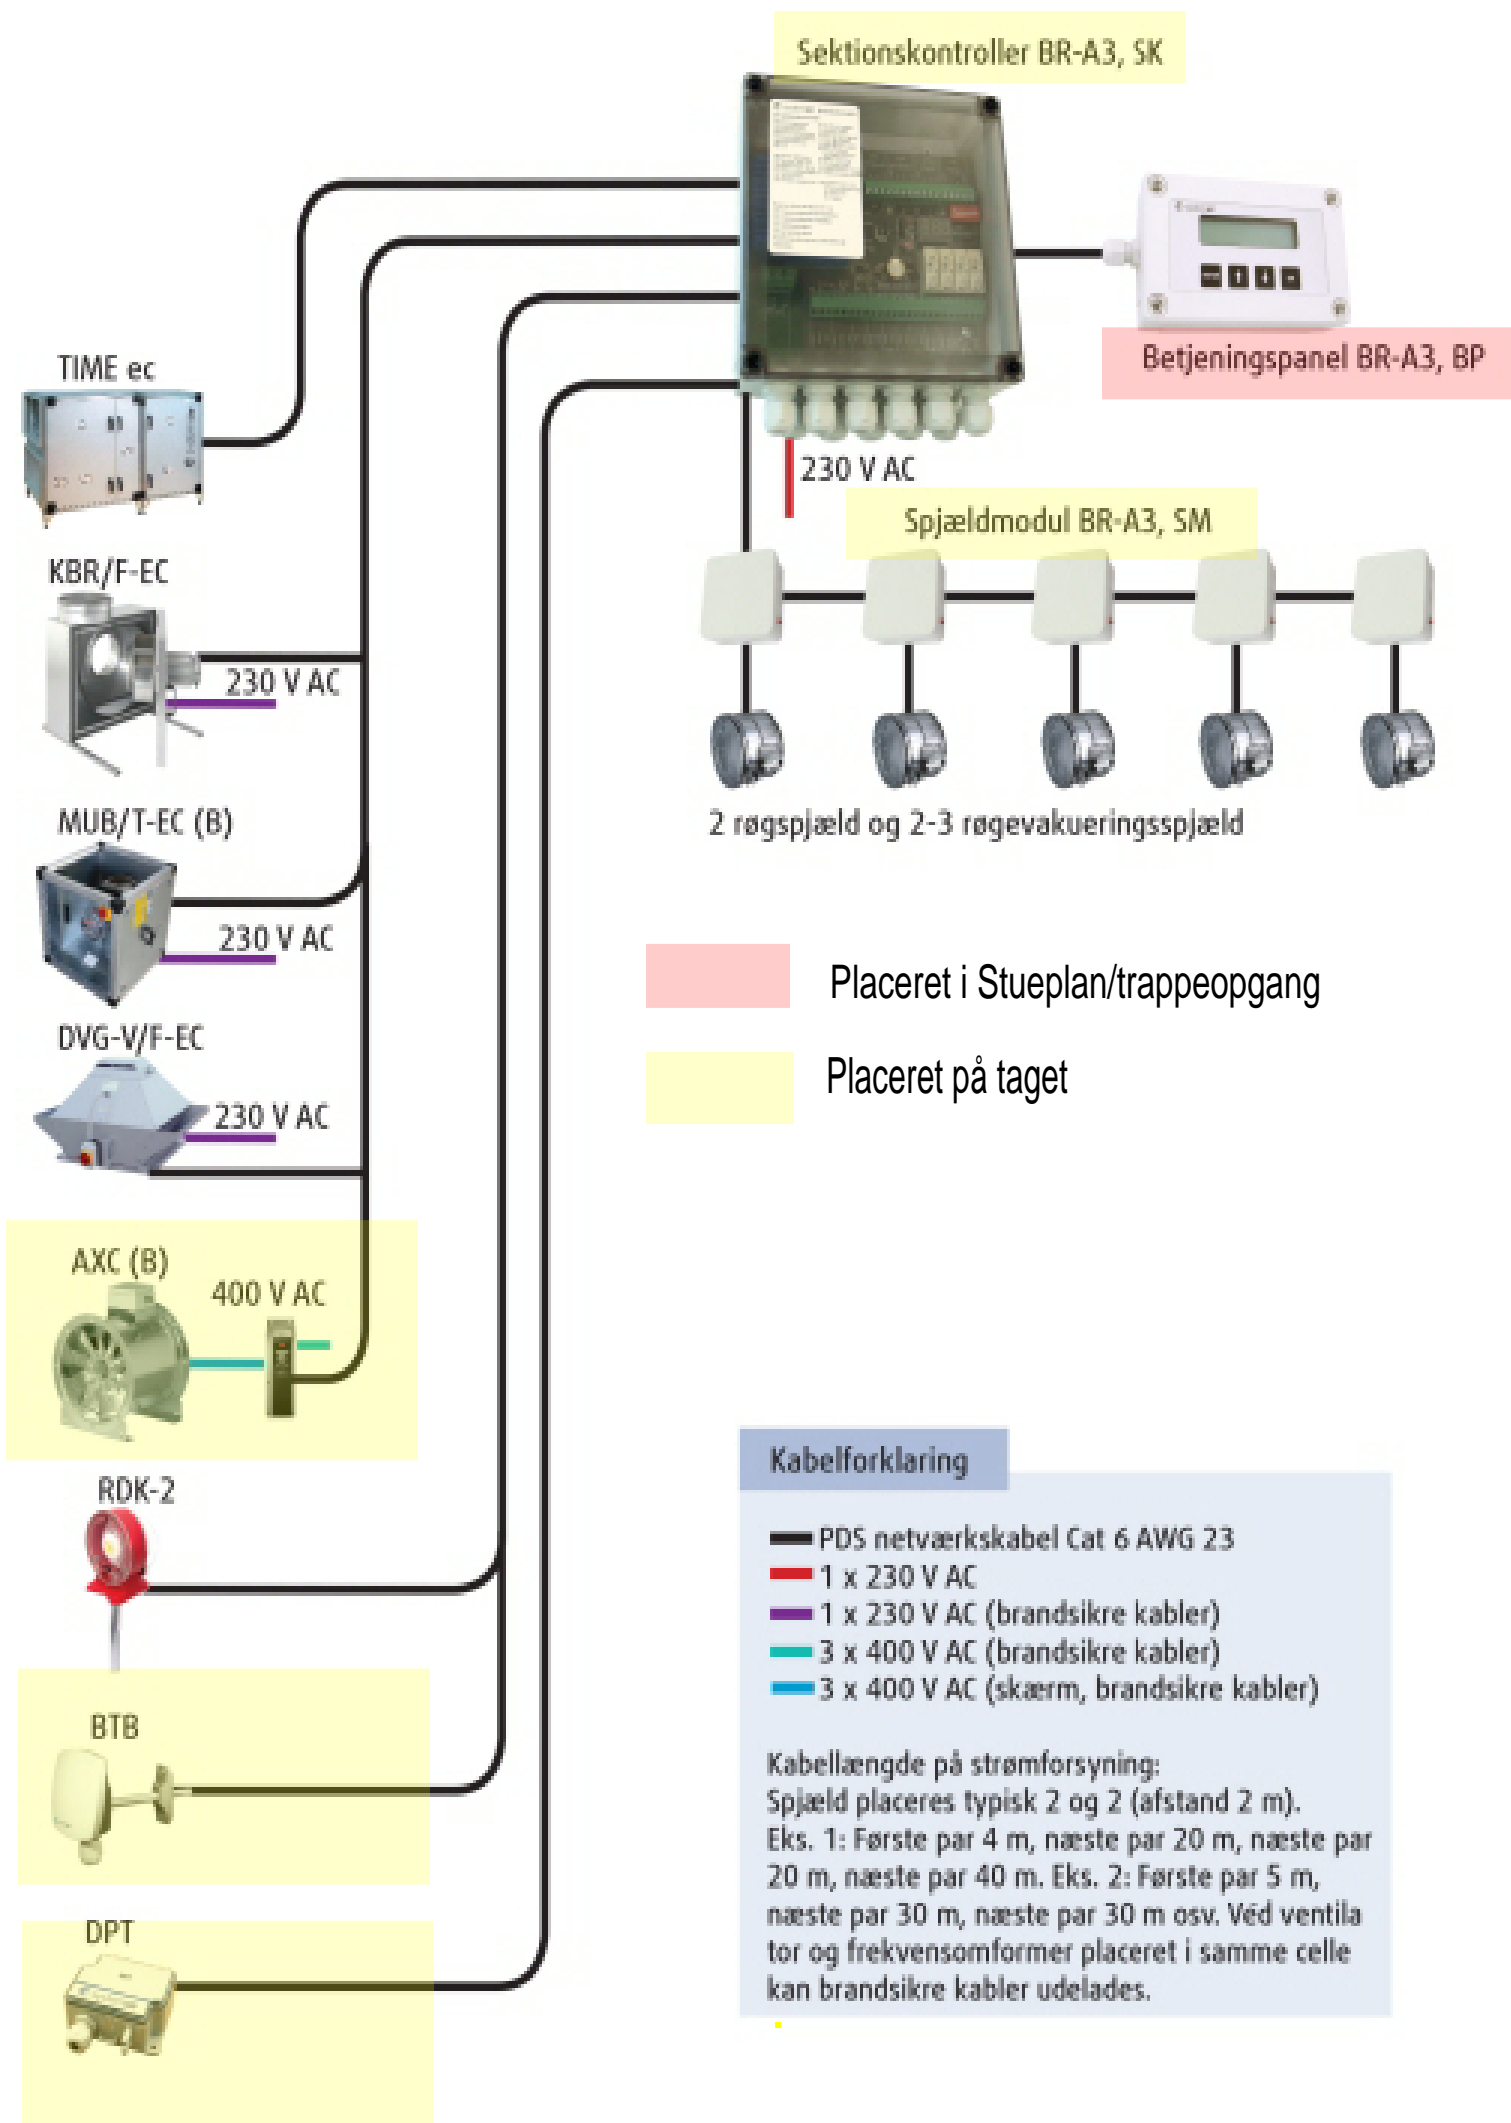 Sektionskontroller BR-A3, SK
Betjeningspanel BR-A3, BP
TIME ec
230 V AC
Spjældmodul BR-A3, SM
KBR/F-EC
230 V AC
2 røgspjæld og 2-3 røgevakueringsspjæld
MUB/T-EC (B)
230 V AC
Placeret i Stueplan/trappeopgang
DVG-V/F-EC
Placeret på taget
230 V AC
AXC (B)
400 V AC
RDK-2
BTB
DPT
Kabelforklaring
PDS netværkskabel Cat 6 AWG 23
1 x 230 V AC
1 x 230 V AC (brandsikre kabler)
3 x 400 V AC (brandsikre kabler)
3 x 400 V AC (skærm, brandsikre kabler)
Kabellængde på strømforsyning:
Spjæld placeres typisk 2 og 2 (afstand 2 m).
Eks. 1: Første par 4 m, næste par 20 m, næste par
20 m, næste par 40 m. Eks. 2: Første par 5 m,
næste par 30 m, næste par 30 m osv. Véd ventila
tor og frekvensomformer placeret i samme celle
kan brandsikre kabler udelades.